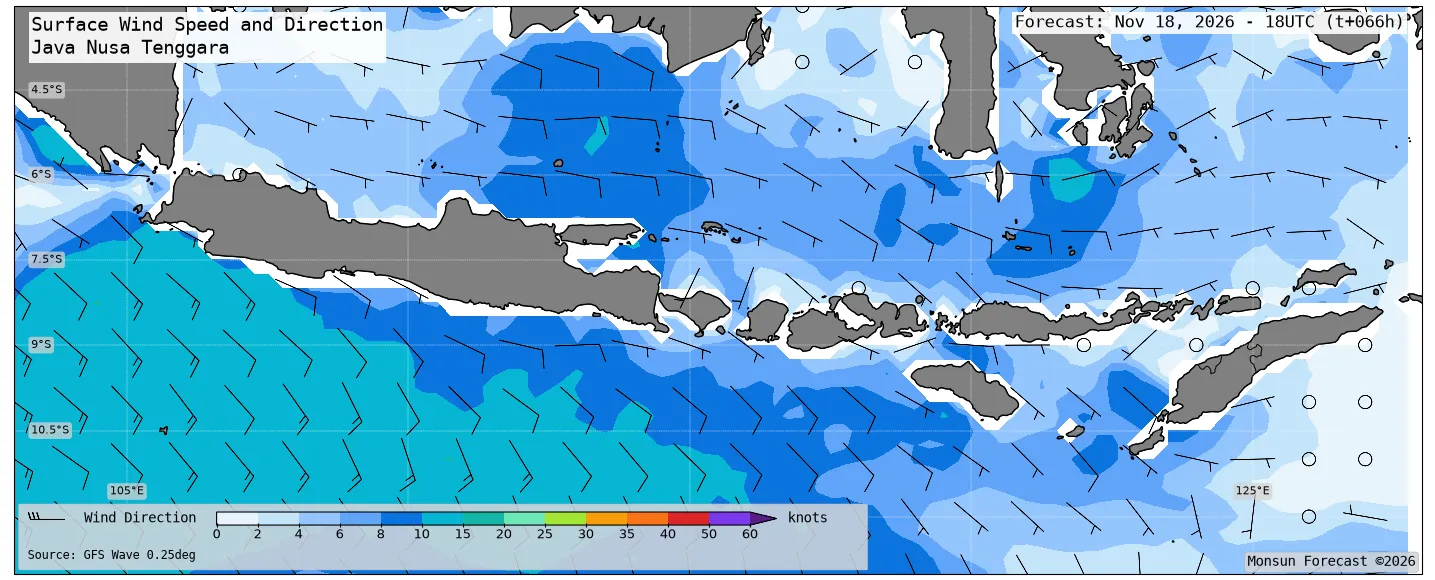 Surface Wind Speed and Direction
Java Nusa Tenggara
Forecast: Nov 18, 2026 - 18UTC (t+066h)
4.5°S
6°S
7.5°S
9°S
10.5°S
105°E
125°E
Wind Direction
0 2 4 6 8 10 15 20 25 30 35 40 50 60
knots
Source: GFS Wave 0.25deg
Monsun Forecast ©2026